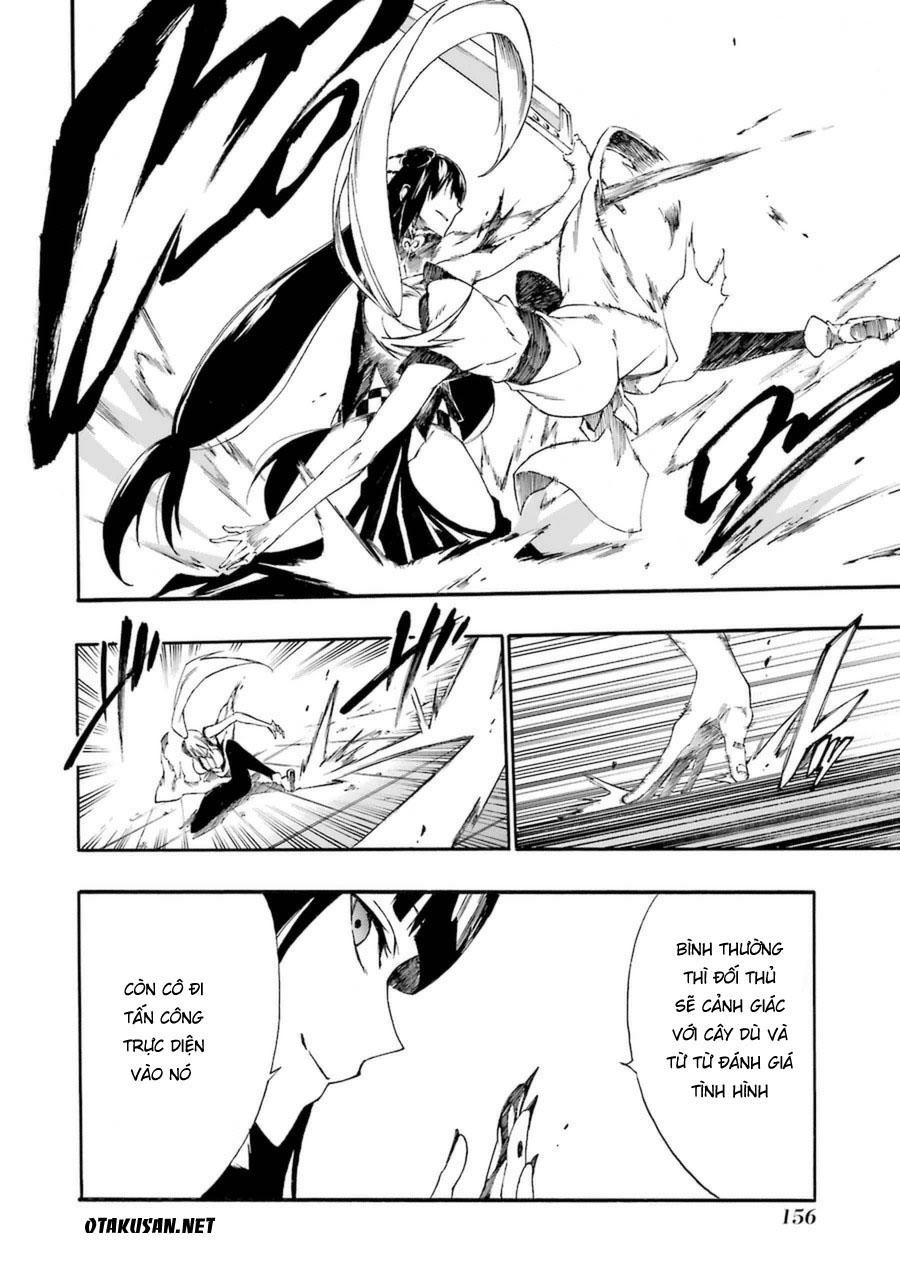 BÌNH THƯỜNG
THÌ ĐỐI THỦ
SẼ CẢNH GIÁC
VỚI CÂY DÙ VÀ
TỪ TỪ ĐÁNH GIÁ
TÌNH HÌNH
CÒN CÔ ĐI
TẤN CÔNG
TRỰC DIỆN
VÀO NÓ
OTAKUSAN.NET
156